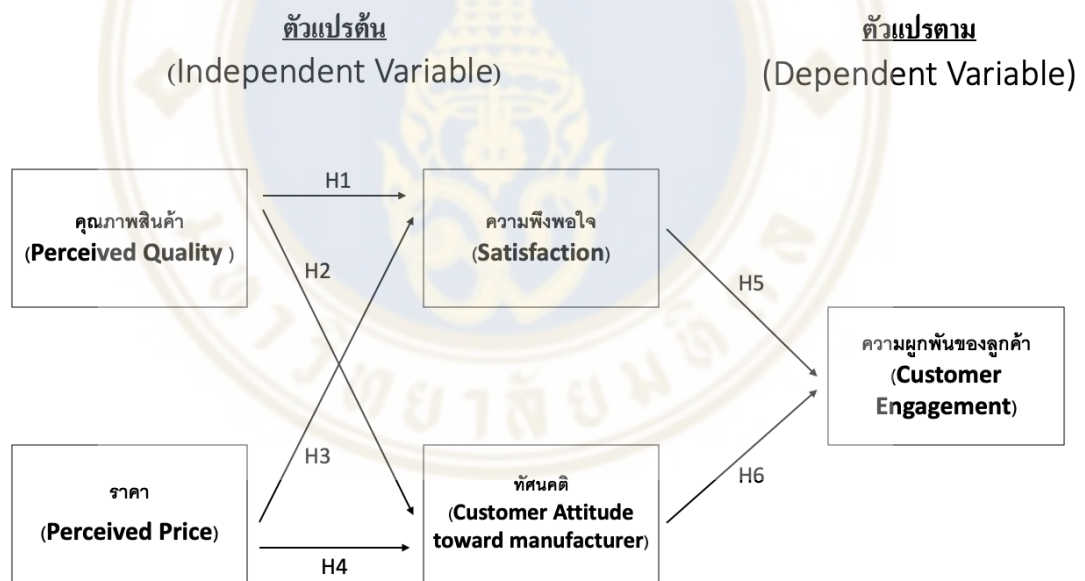 ตัวแปรต้น
(Independent Variable)
ตัวแปรตาม
(Dependent Variable)
คุณภาพสินค้า
(Perceived Quality )
H1
ความพึงพอใจ
(Satisfaction)
H2
H5
ความผูกพันของลูกค้า
(Customer
Engagement)
ราคา
(Perceived Price)
H3
H4
ทัศนคติ
(Customer Attitude
toward manufacturer)
H6